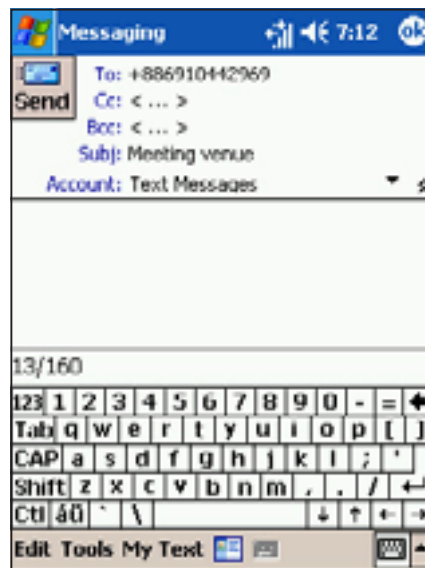 Messaging 7:12 ok
Send
To: +886910442969
Cc: < ... >
Bcc: < ... >
Subj: Meeting venue
Account: Text Messages
13/160
123 1 2 3 4 5 6 7 8 9 0 - =
Tab q w e r t y u i o p [ ]
CAP a s d f g h j k l ; '
Shift z x c v b n m , . /
Ctl áü ` \
Edit Tools My Text